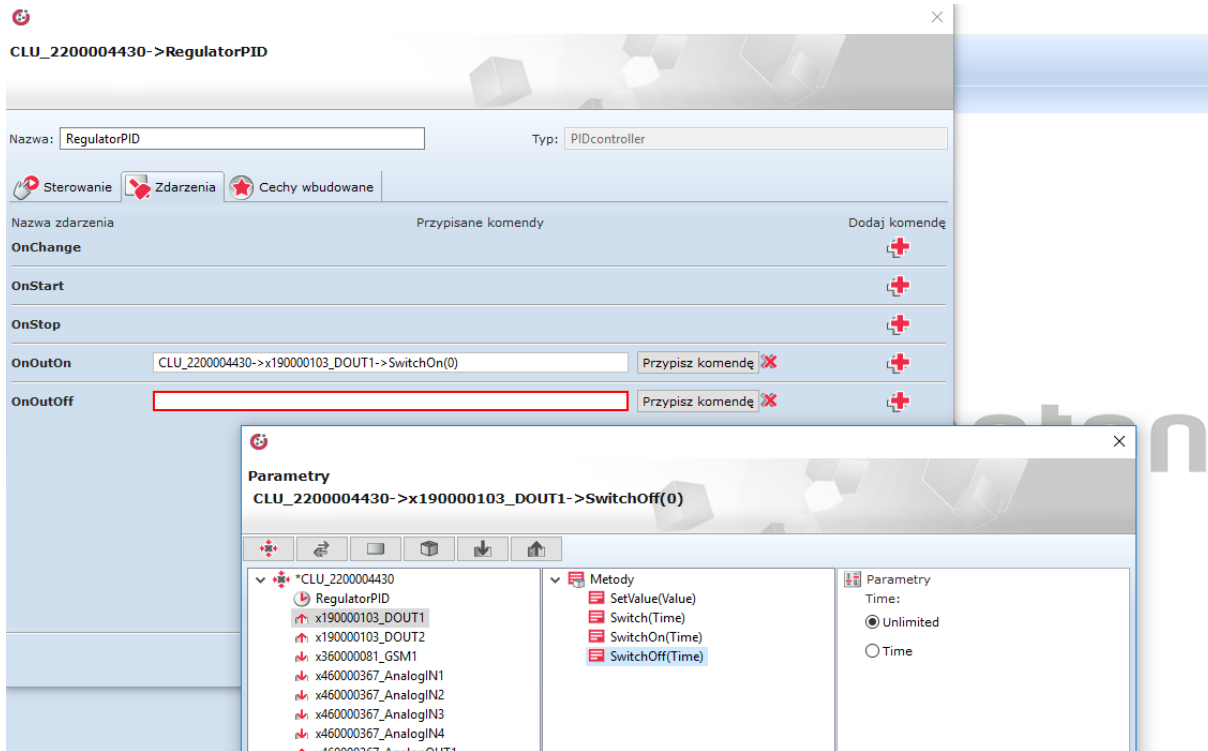 CLU_2200004430->RegulatorPID
Nazwa: RegulatorPID Typ: PIDcontroller
Sterowanie Zdarzenia Cechy wbudowane
Nazwa zdarzenia Przypisane komendy Dodaj komendę
OnChange
OnStart
OnStop
OnOutOn CLU_2200004430->x190000103_DOUT1->SwitchOn(0) Przypisz komendę
OnOutOff Przypisz komendę
Parametry
CLU_2200004430->x190000103_DOUT1->SwitchOff(0)
*CLU_2200004430
RegulatorPID
x190000103_DOUT1
x190000103_DOUT2
x360000081_GSM1
x460000367_AnalogIN1
x460000367_AnalogIN2
x460000367_AnalogIN3
x460000367_AnalogIN4
Metody
SetValue(Value)
Switch(Time)
SwitchOn(Time)
SwitchOff(Time)
Parametry
Time:
Unlimited
Time